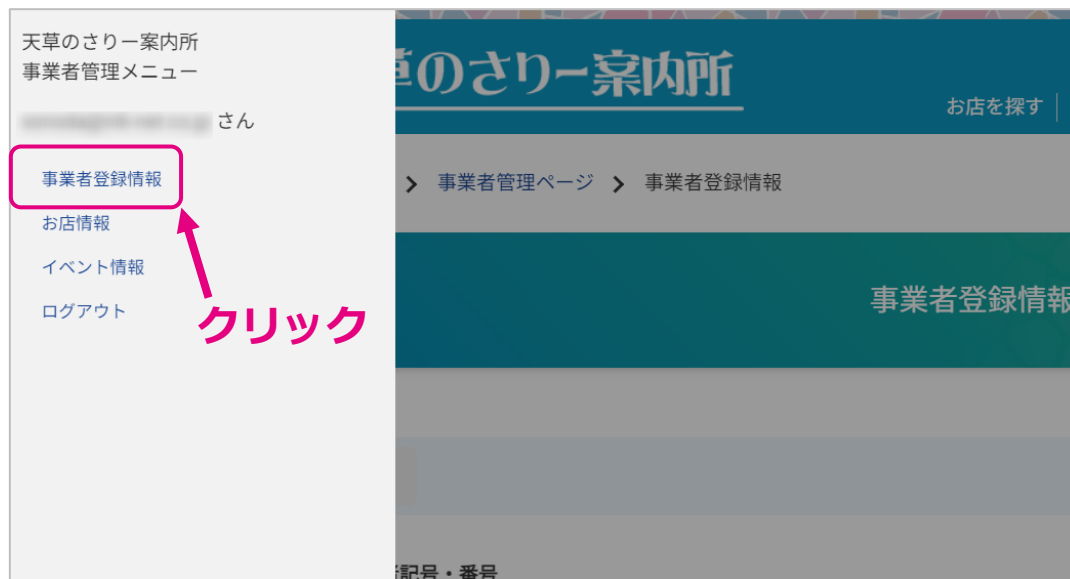 天草のさりー案内所
事業者管理メニュー
さん
事業者登録情報
お店情報
イベント情報
ログアウト
クリック
草のさりー案内所
お店を探す
事業者管理ページ
事業者登録情報
事業者登録情報
記号・番号